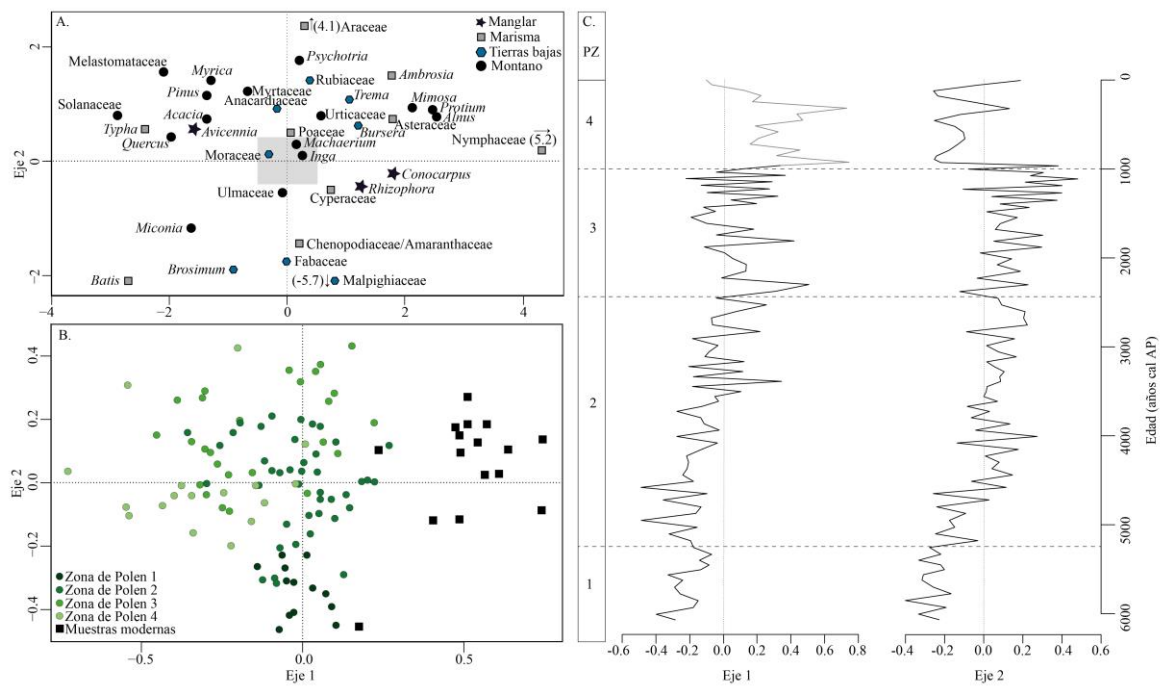 A.
(4.1) Araceae
Manglar
Marisma
Tierras bajas
Montano
Psychotria
Melastomataceae
Myrica
Rubiaceae
Ambrosia
Pinus
Myrtaceae
Trema
Solanaceae
Anacardiaceae
Mimosa
Protium
Acacia
Urticaceae
Alnus
Typha
Avicennia
Bursera
Asteraceae
Nymphaceae (5.2)
Quercus
Poaceae
Machaerium
Moraceae
Inga
Conocarpus
Ulmaceae
Rhizophora
Cyperaceae
Miconia
Chenopodiaceae/Amaranthaceae
Brosimum
Fabaceae
Batis
(-5.7) Malpighiaceae
Eje 2
2
0
−2
−4
−2
0
2
4
B.
Eje 2
0.4
0.2
0.0
−0.2
−0.4
Zona de Polen 1
Zona de Polen 2
Zona de Polen 3
Zona de Polen 4
Muestras modernas
−0.5
0.0
0.5
Eje 1
C.
PZ
4
3
2
1
0
1000
2000
3000
4000
5000
6000
Edad (años cal AP)
-0.6 -0.4 -0.2 0 0.2 0.4 0.6 0.8
Eje 1
-0.6 -0.4 -0.2 0 0.2 0.4 0.6 0.8
Eje 2